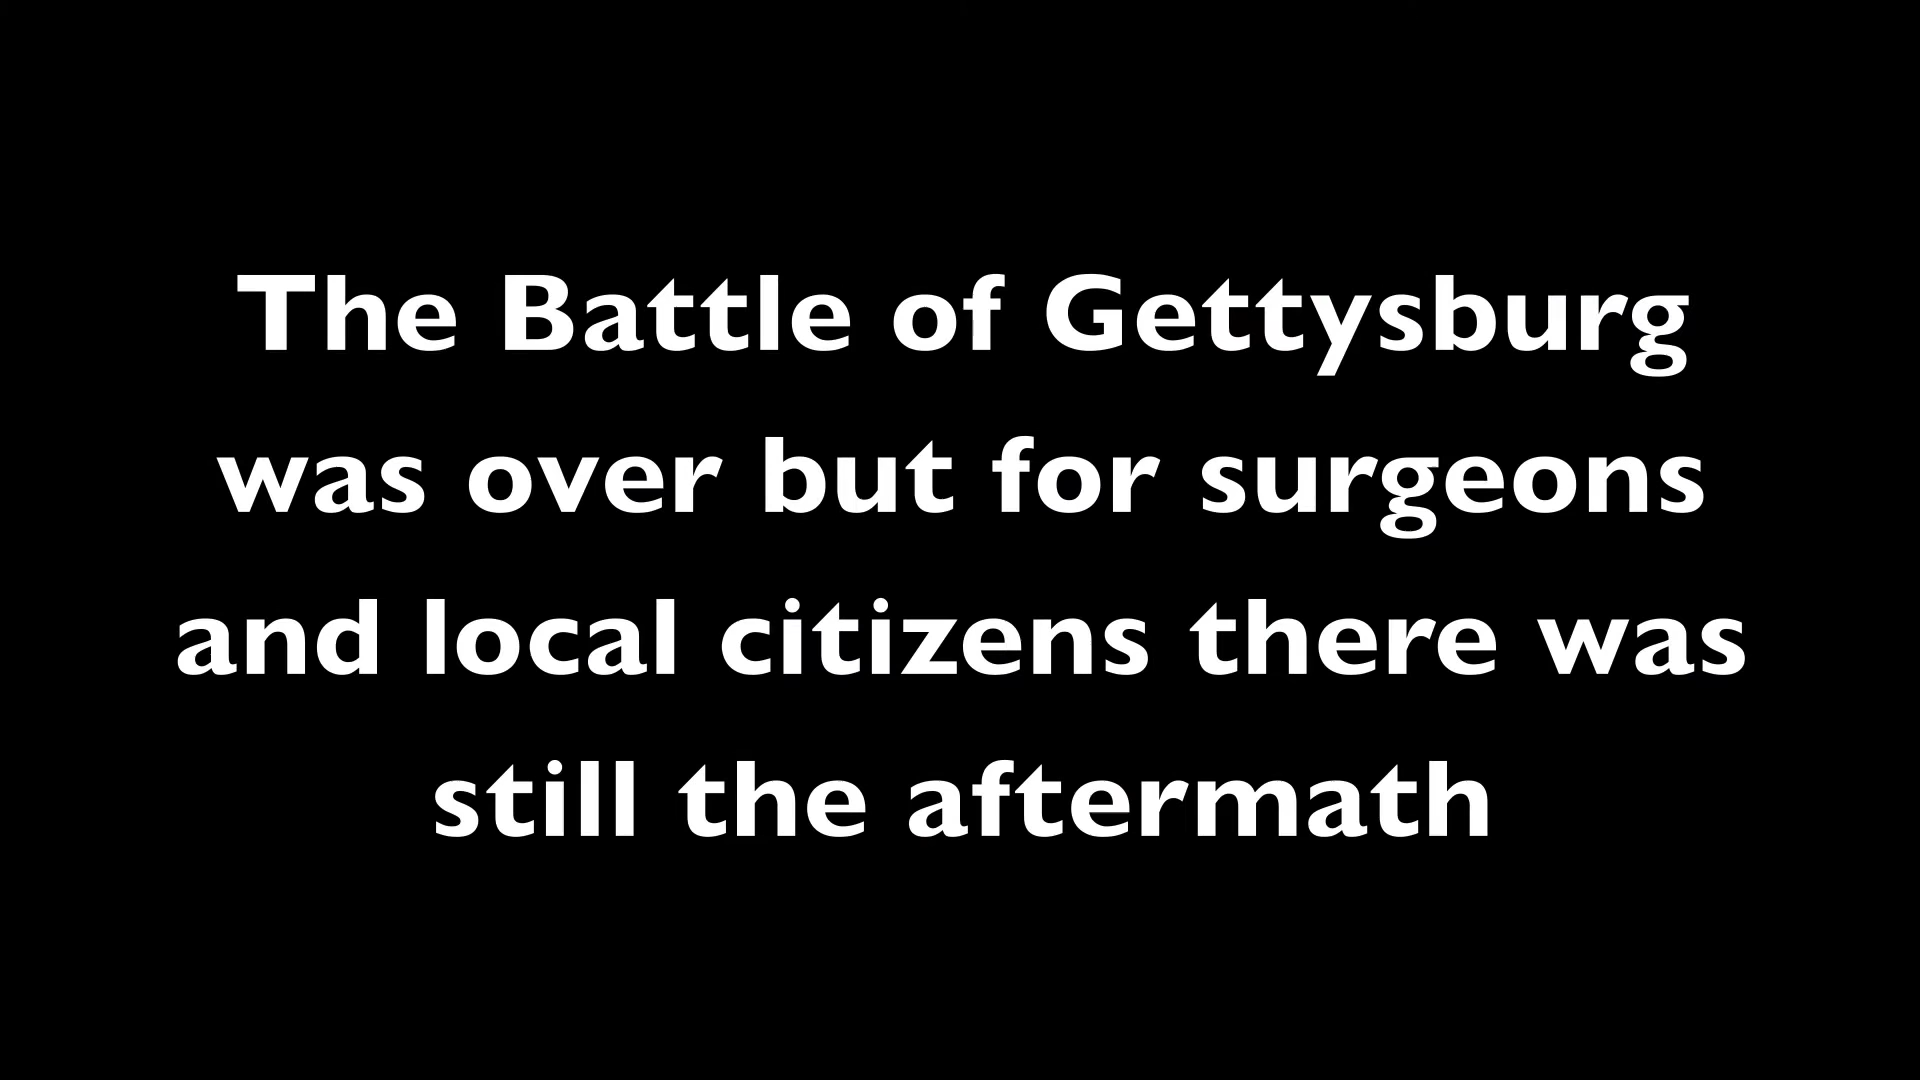 The Battle of Gettysburg
was over but for surgeons
and local citizens there was
still the aftermath